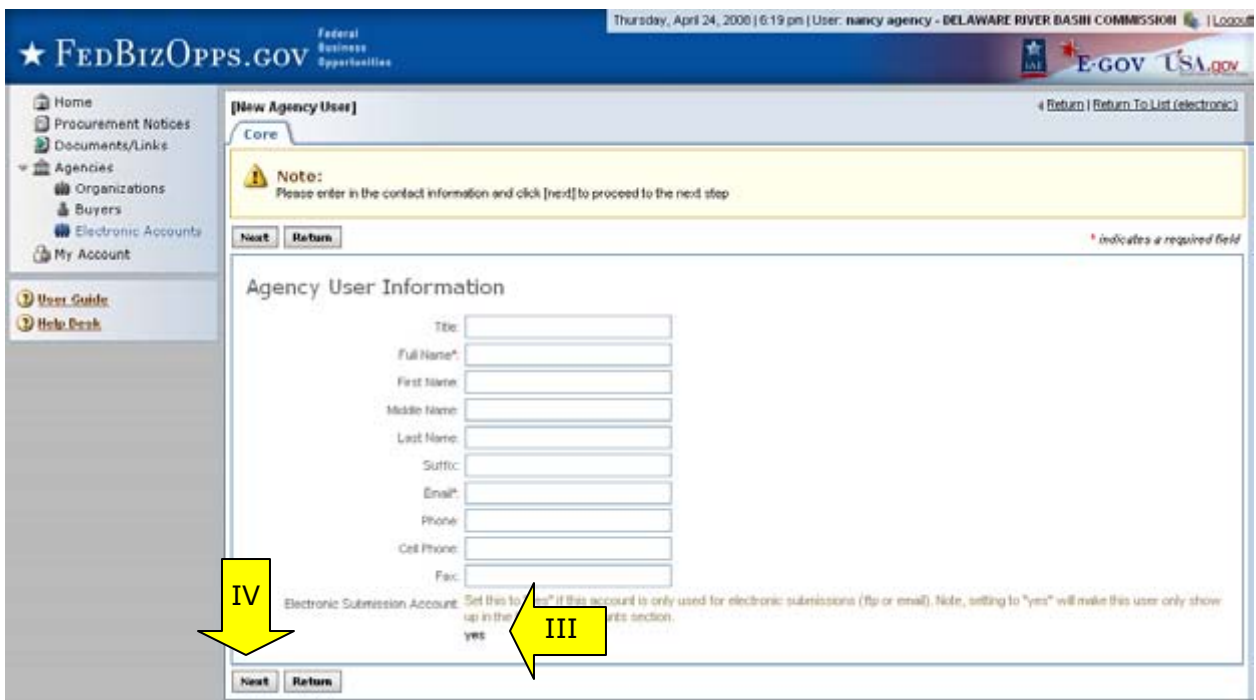 Thursday, April 24, 2008 | 6:19 pm | User: nancy agency - DELAWARE RIVER BASIN COMMISSION | Logout
★ FEDBIZOPPS.GOV Federal Business Opportunities
IAE E-GOV USA.gov
Home
Procurement Notices
Documents/Links
Agencies
Organizations
Buyers
Electronic Accounts
My Account
User Guide
Help Desk
[New Agency User] Return | Return To List (electronic)
Core
Note:
Please enter in the contact information and click [next] to proceed to the next step
Next Return * indicates a required field
Agency User Information
Title:
Full Name*:
First Name:
Middle Name:
Last Name:
Suffix:
Email*:
Phone:
Cell Phone:
Fax:
Electronic Submission Account: Set this to "yes" if this account is only used for electronic submissions (ftp or email). Note, setting to "yes" will make this user only show
up in the section.
yes
IV
III
Next Return